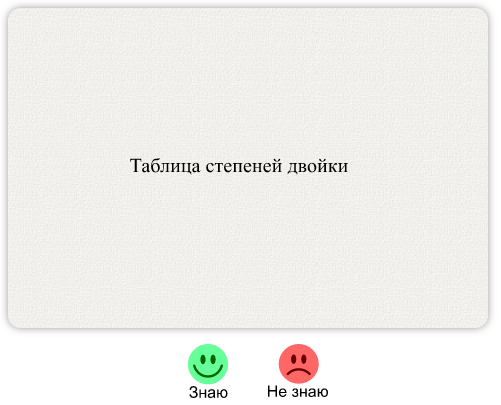 Таблица степеней двойки
Знаю
Не знаю